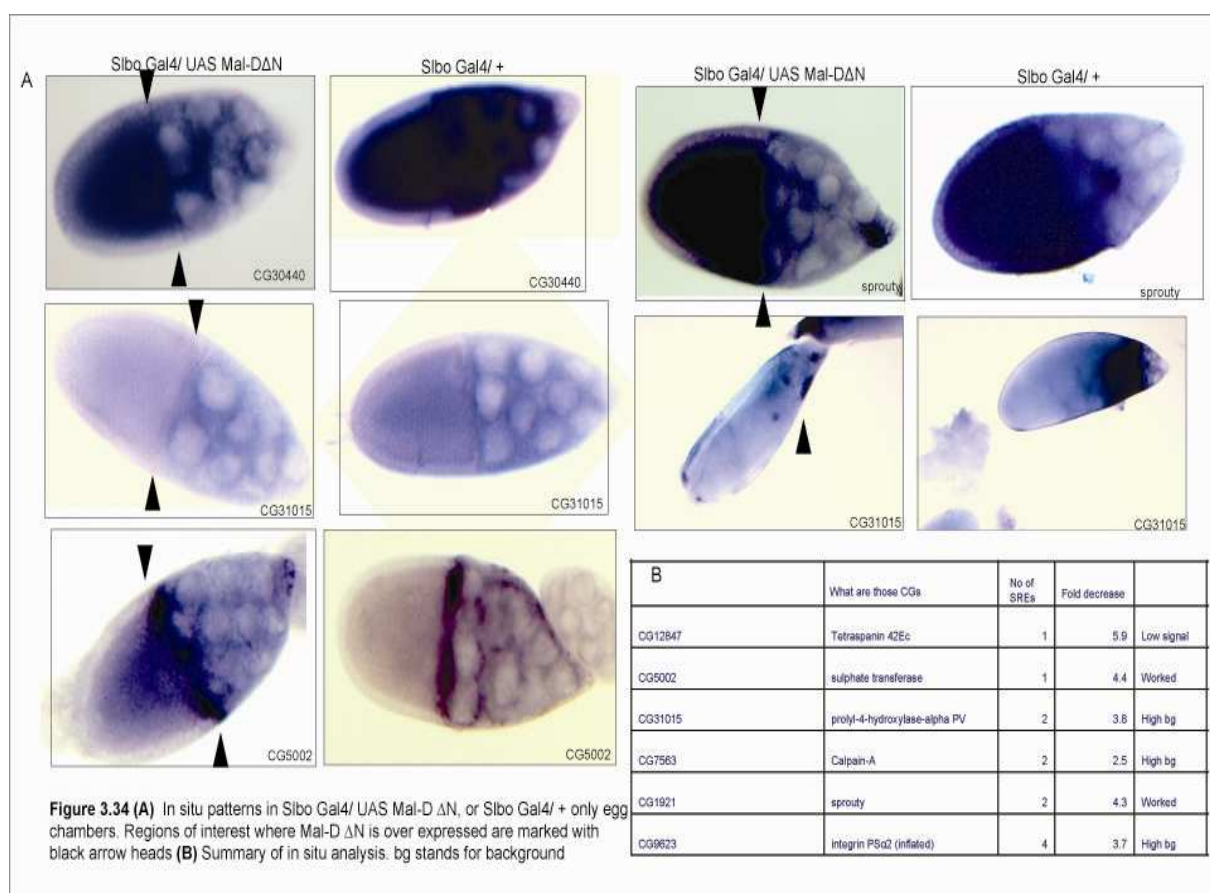 A
Slbo Gal4/ UAS Mal-DΔN
Slbo Gal4/ +
CG30440
CG30440
CG31015
CG31015
CG5002
CG5002
Slbo Gal4/ UAS Mal-DΔN
Slbo Gal4/ +
sprouty
sprouty
CG31015
CG31015
B
What are those CGs No of SREs Fold decrease
CG12847 Tetraspanin 42Ec 1 5.9 Low signal
CG5002 sulphate transferase 1 4.4 Worked
CG31015 prolyl-4-hydroxylase-alpha PV 2 3.8 High bg
CG7563 Calpain-A 2 2.5 High bg
CG1921 sprouty 2 4.3 Worked
CG9623 integrin PSα2 (inflated) 4 3.7 High bg
Figure 3.34 (A) In situ patterns in Slbo Gal4/ UAS Mal-D ΔN, or Slbo Gal4/ + only egg
chambers. Regions of interest where Mal-D ΔN is over expressed are marked with
black arrow heads (B) Summary of in situ analysis. bg stands for background